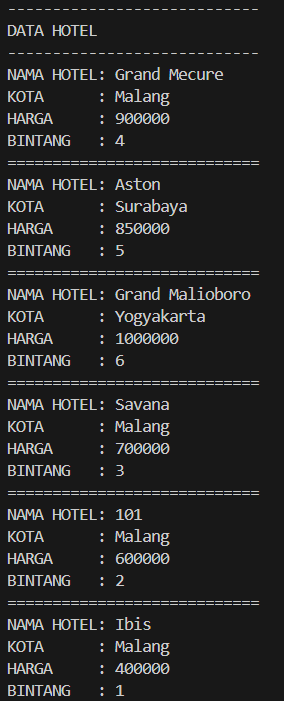 ----------------------------
DATA HOTEL
----------------------------
NAMA HOTEL: Grand Mecure
KOTA      : Malang
HARGA     : 900000
BINTANG   : 4
============================
NAMA HOTEL: Aston
KOTA      : Surabaya
HARGA     : 850000
BINTANG   : 5
============================
NAMA HOTEL: Grand Malioboro
KOTA      : Yogyakarta
HARGA     : 1000000
BINTANG   : 6
============================
NAMA HOTEL: Savana
KOTA      : Malang
HARGA     : 700000
BINTANG   : 3
============================
NAMA HOTEL: 101
KOTA      : Malang
HARGA     : 600000
BINTANG   : 2
============================
NAMA HOTEL: Ibis
KOTA      : Malang
HARGA     : 400000
BINTANG   : 1